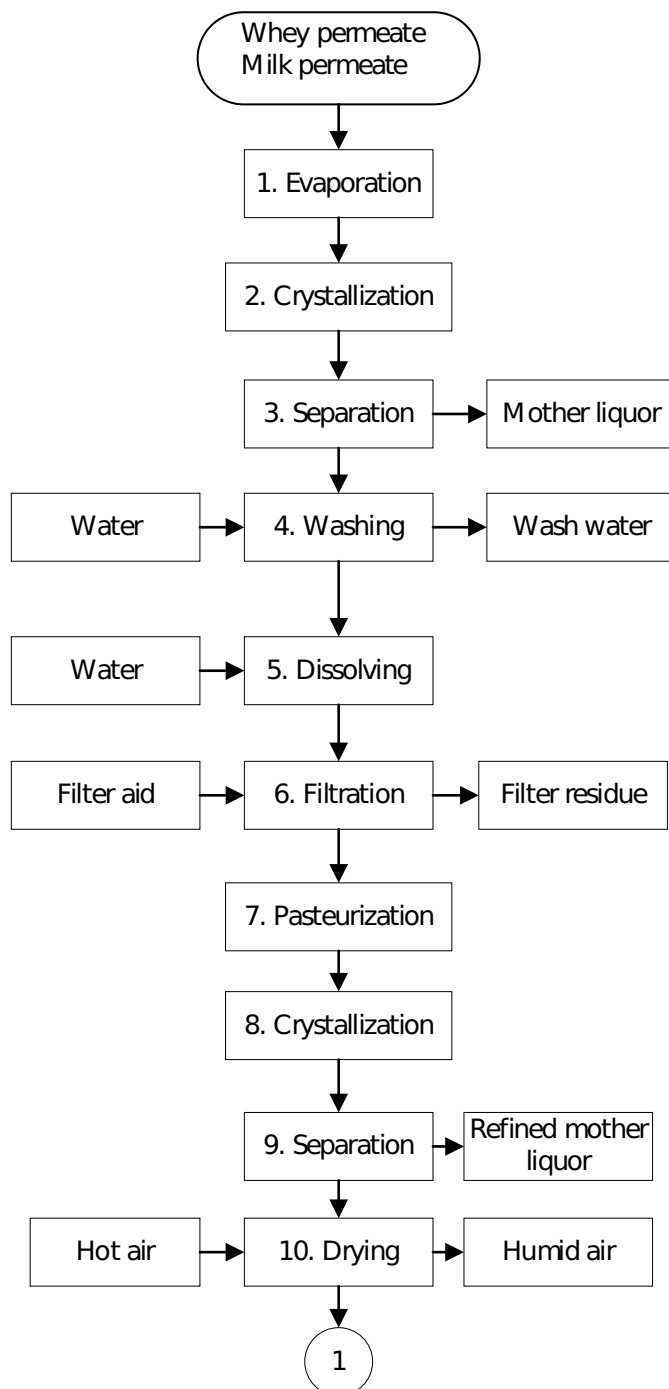 Whey permeate
Milk permeate
1. Evaporation
2. Crystallization
3. Separation
Mother liquor
Water
4. Washing
Wash water
Water
5. Dissolving
Filter aid
6. Filtration
Filter residue
7. Pasteurization
8. Crystallization
9. Separation
Refined mother
liquor
Hot air
10. Drying
Humid air
1